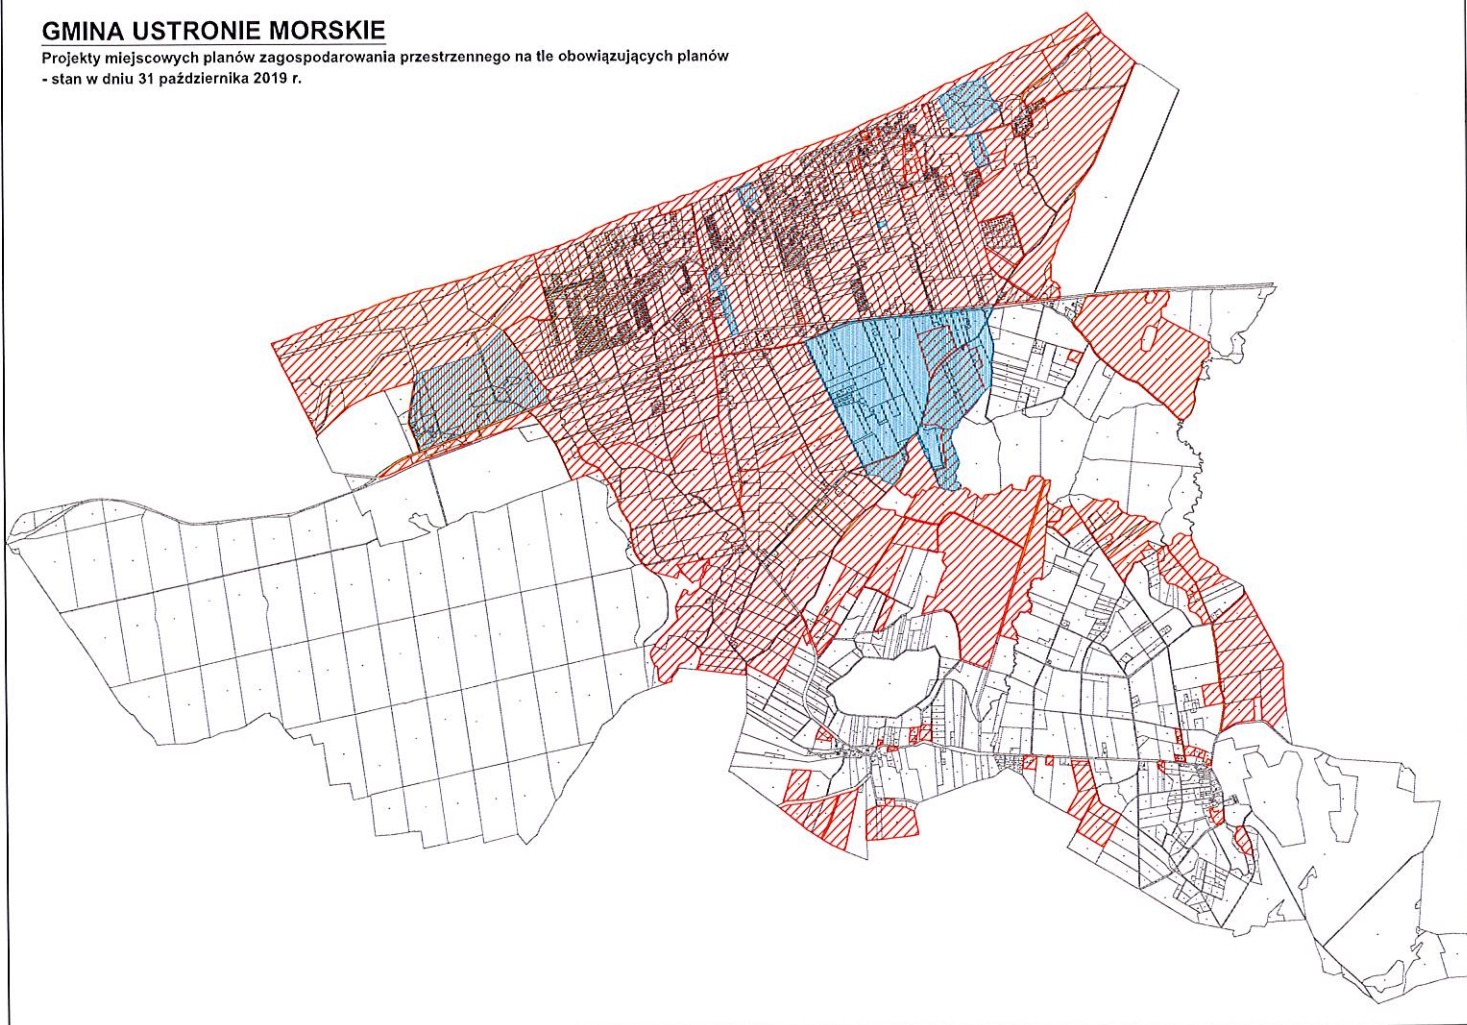 GMINA USTRONIE MORSKIE
Projekty miejscowych planów zagospodarowania przestrzennego na tle obowiązujących planów
- stan w dniu 31 października 2019 r.